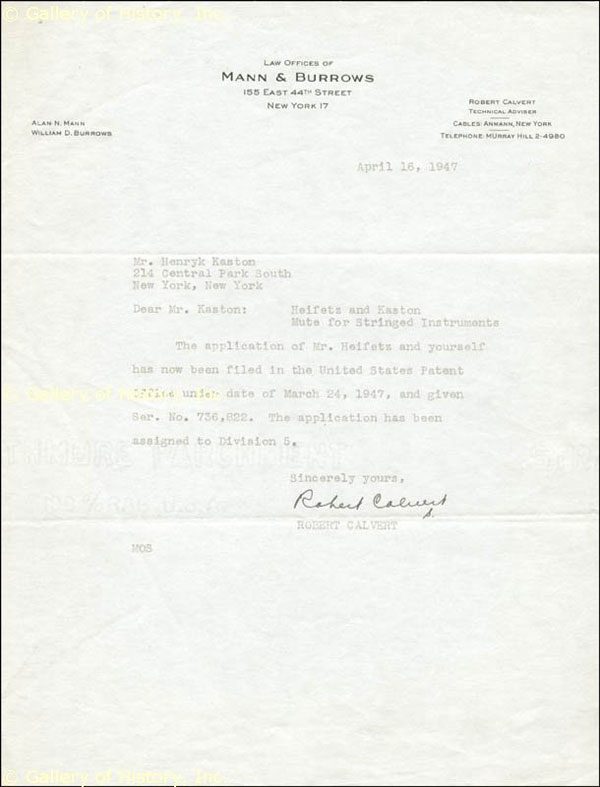 © Gallery of History, Inc.
LAW OFFICES OF
MANN & BURROWS
155 EAST 44TH STREET
NEW YORK 17
ALAN N. MANN
WILLIAM D. BURROWS
ROBERT CALVERT
TECHNICAL ADVISER
CABLES: ANMANN, NEW YORK
TELEPHONE: MURRAY HILL 2-4980
April 16, 1947
Mr. Henryk Kaston
214 Central Park South
New York, New York
Dear Mr. Kaston: Heifetz and Kaston
Mute for Stringed Instruments
The application of Mr. Heifetz and yourself
has now been filed in the United States Patent
Office under date of March 24, 1947, and given
© Gallery of History, Inc.
Ser. No. 736,822. The application has been
assigned to Division 5.
Sincerely yours,
Robert Calvert
s.
ROBERT CALVERT
MOS
© Gallery of History, Inc.